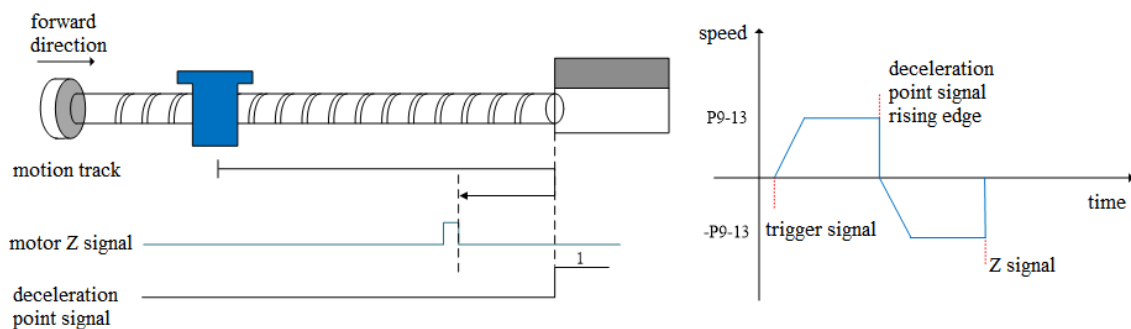 forward
direction
motion track
motor Z signal
1
deceleration
point signal
speed
deceleration
point signal
rising edge
P9-13
time
trigger signal
-P9-13
Z signal